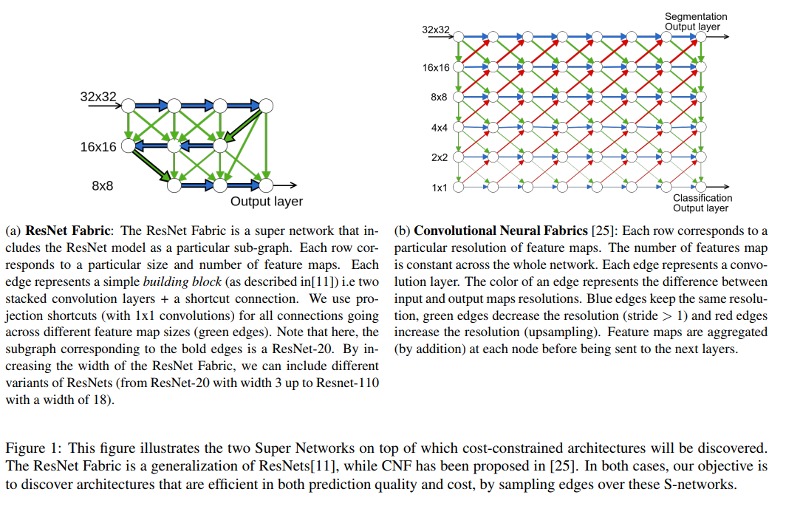 32x32
16x16
8x8
Output layer
(a) ResNet Fabric: The ResNet Fabric is a super network that in-
cludes the ResNet model as a particular sub-graph. Each row cor-
responds to a particular size and number of feature maps. Each
edge represents a simple building block (as described in[11]) i.e two
stacked convolution layers + a shortcut connection. We use pro-
jection shortcuts (with 1x1 convolutions) for all connections going
across different feature map sizes (green edges). Note that here, the
subgraph corresponding to the bold edges is a ResNet-20. By in-
creasing the width of the ResNet Fabric, we can include different
variants of ResNets (from ResNet-20 with width 3 up to Resnet-110
with a width of 18).
Segmentation
Output layer
32x32
16x16
8x8
4x4
2x2
1x1
Classification
Output layer
(b) Convolutional Neural Fabrics [25]: Each row corresponds to a
particular resolution of feature maps. The number of features map
is constant across the whole network. Each edge represents a convo-
lution layer. The color of an edge represents the difference between
input and output maps resolutions. Blue edges keep the same resolu-
tion, green edges decrease the resolution (stride > 1) and red edges
increase the resolution (upsampling). Feature maps are aggregated
(by addition) at each node before being sent to the next layers.
Figure 1: This figure illustrates the two Super Networks on top of which cost-constrained architectures will be discovered.
The ResNet Fabric is a generalization of ResNets[11], while CNF has been proposed in [25]. In both cases, our objective is
to discover architectures that are efficient in both prediction quality and cost, by sampling edges over these S-networks.